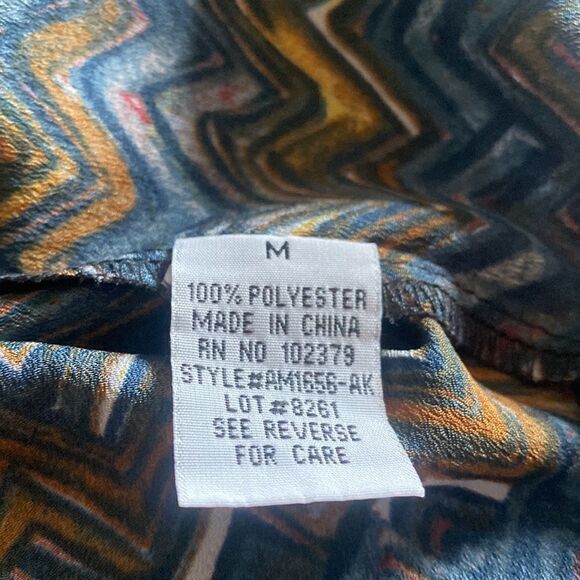 M
100% POLYESTER
MADE IN CHINA
RN NO 102379
STYLE#AM1656-AK
LOT #8261
SEE REVERSE
FOR CARE